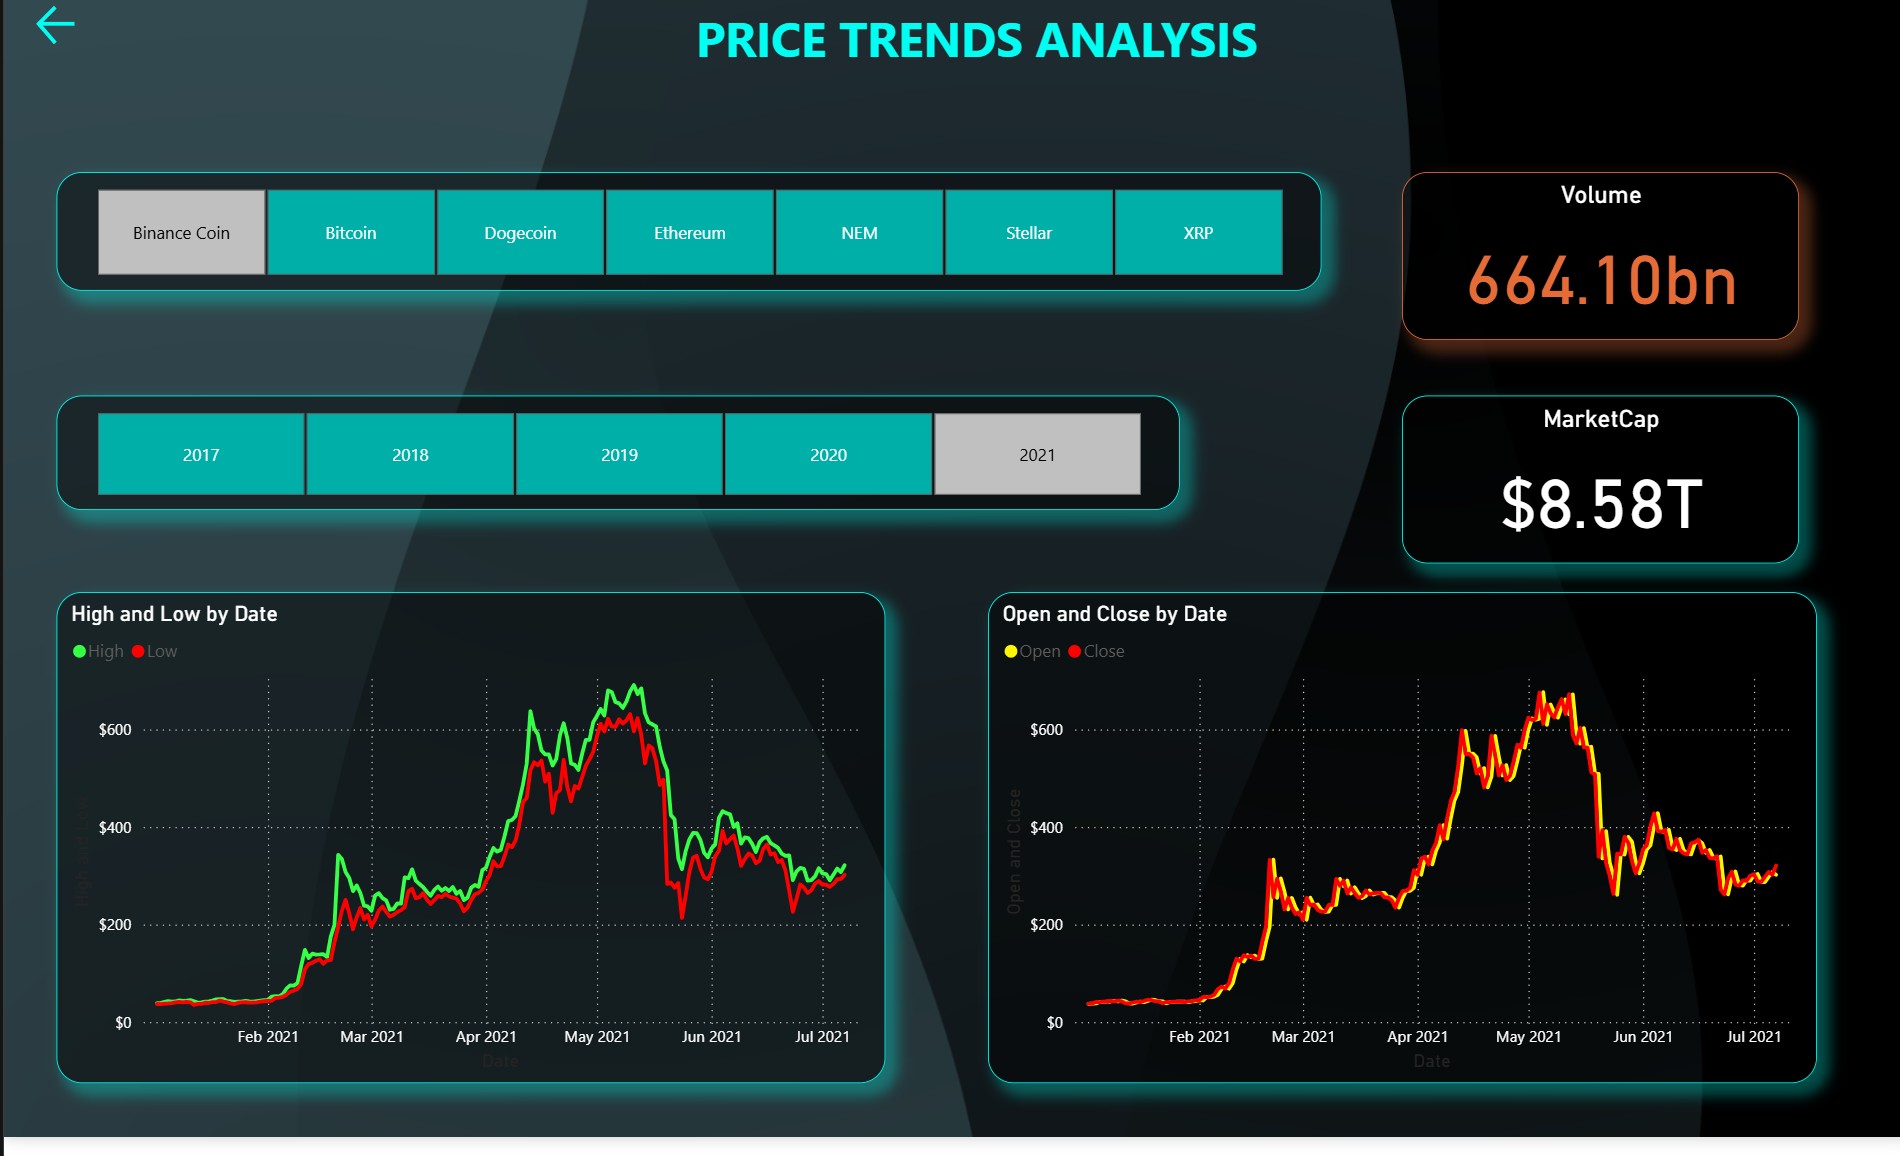 PRICE TRENDS ANALYSIS
Binance Coin Bitcoin Dogecoin Ethereum NEM Stellar XRP
Volume
664.10bn
2017 2018 2019 2020 2021
MarketCap
$8.58T
High and Low by Date
High Low
$600
$400
$200
$0
Feb 2021 Mar 2021 Apr 2021 May 2021 Jun 2021 Jul 2021
Date
High and Low
Open and Close by Date
Open Close
$600
$400
$200
$0
Feb 2021 Mar 2021 Apr 2021 May 2021 Jun 2021 Jul 2021
Date
Open and Close